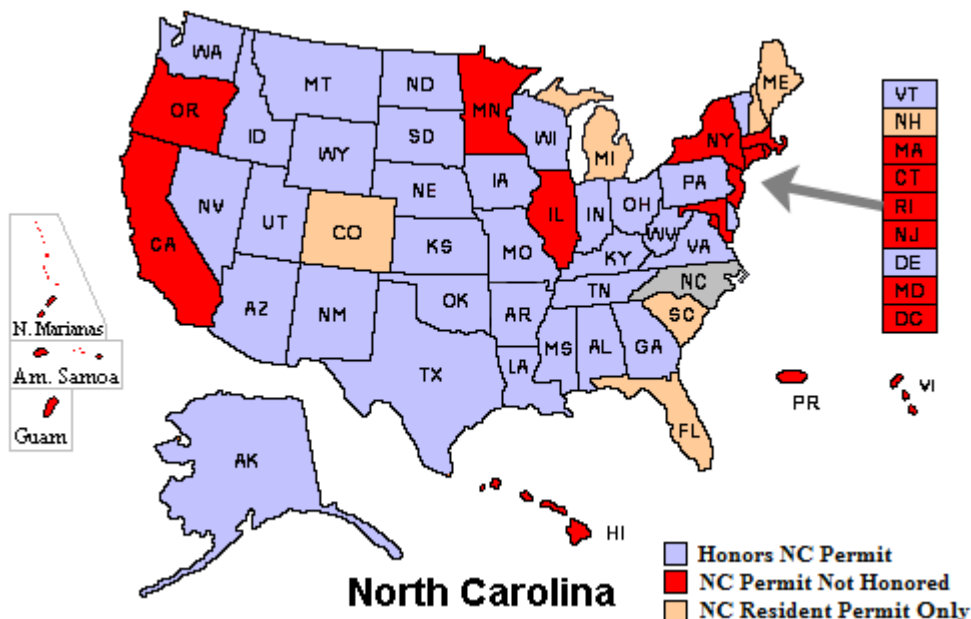 WA
MT
ND
MN
ME
OR
ID
SD
WI
NY
VT
NH
WY
MI
MA
IA
PA
CT
NE
OH
RI
NV
IL
IN
NJ
UT
CO
WV
DE
CA
KS
MO
KY
VA
MD
NC
DC
TN
AZ
NM
OK
AR
SC
N. Marianas
MS
AL
GA
LA
TX
Am. Samoa
VI
PR
FL
Guam
AK
HI
Honors NC Permit
NC Permit Not Honored
North Carolina
NC Resident Permit Only